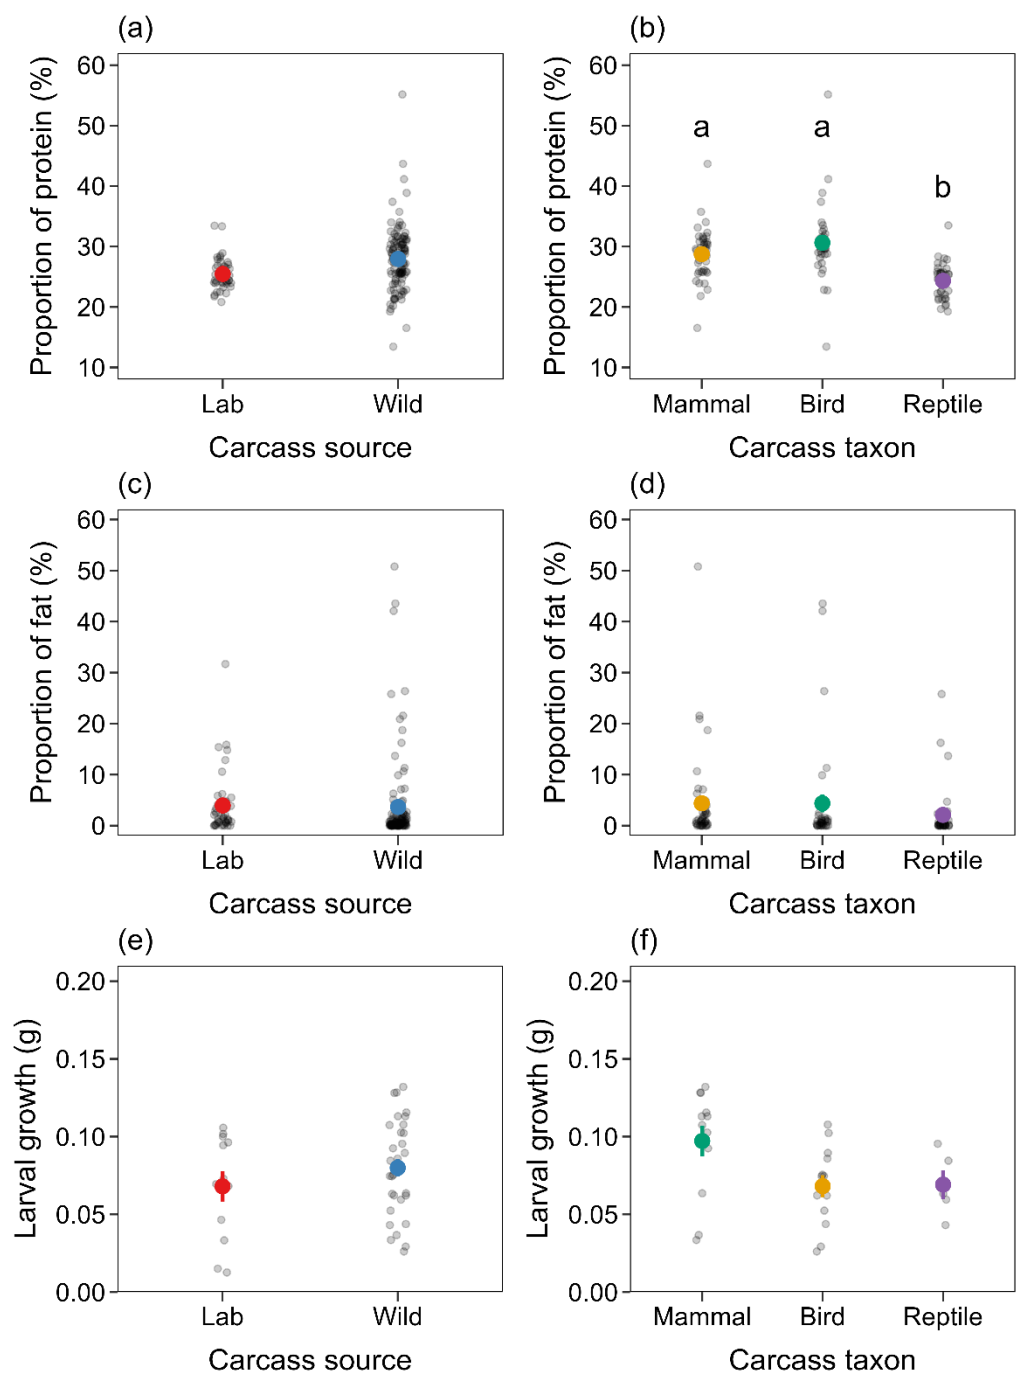 (a)
Proportion of protein (%)
60
50
40
30
20
10
Lab
Wild
Carcass source
(b)
Proportion of protein (%)
60
50
40
30
20
10
a
a
b
Mammal
Bird
Reptile
Carcass taxon
(c)
Proportion of fat (%)
60
50
40
30
20
10
0
Lab
Wild
Carcass source
(d)
Proportion of fat (%)
60
50
40
30
20
10
0
Mammal
Bird
Reptile
Carcass taxon
(e)
Larval growth (g)
0.20
0.15
0.10
0.05
0.00
Lab
Wild
Carcass source
(f)
Larval growth (g)
0.20
0.15
0.10
0.05
0.00
Mammal
Bird
Reptile
Carcass taxon